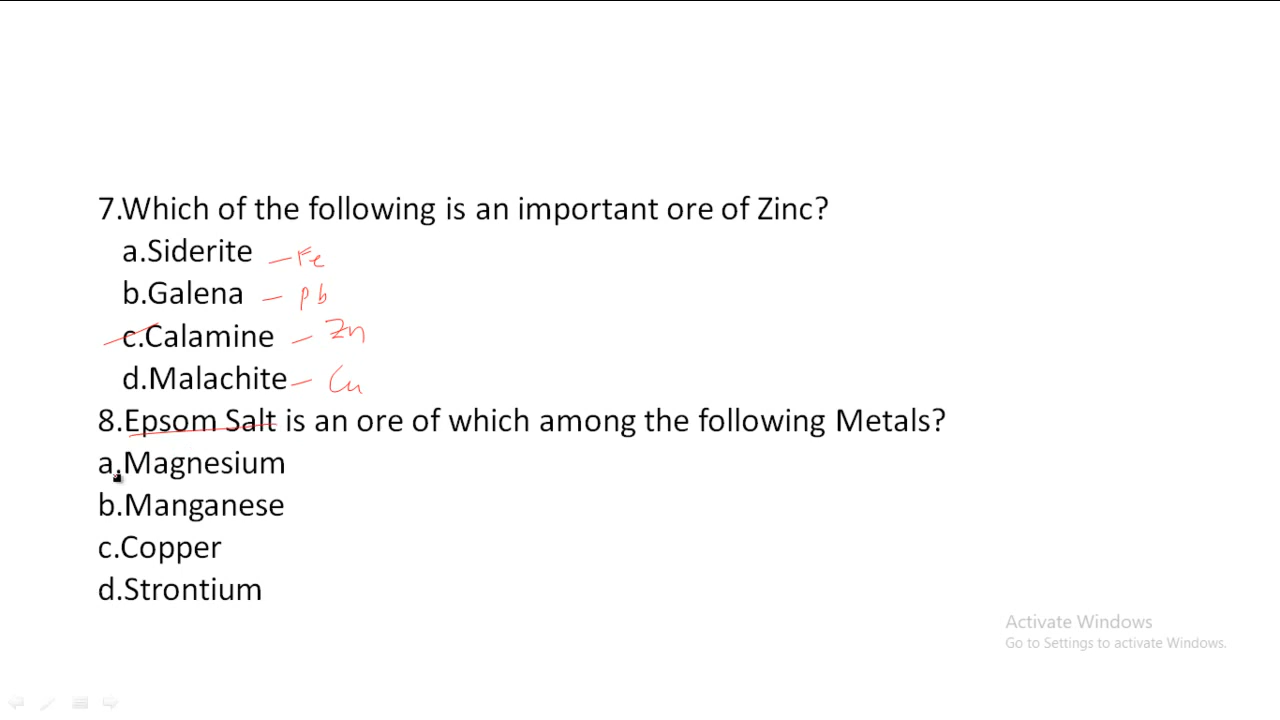 7.Which of the following is an important ore of Zinc?
a.Siderite - Fe
b.Galena - Pb
c.Calamine - Zn
d.Malachite - Cu
8.Epsom Salt is an ore of which among the following Metals?
a.Magnesium
b.Manganese
c.Copper
d.Strontium
Activate Windows
Go to Settings to activate Windows.